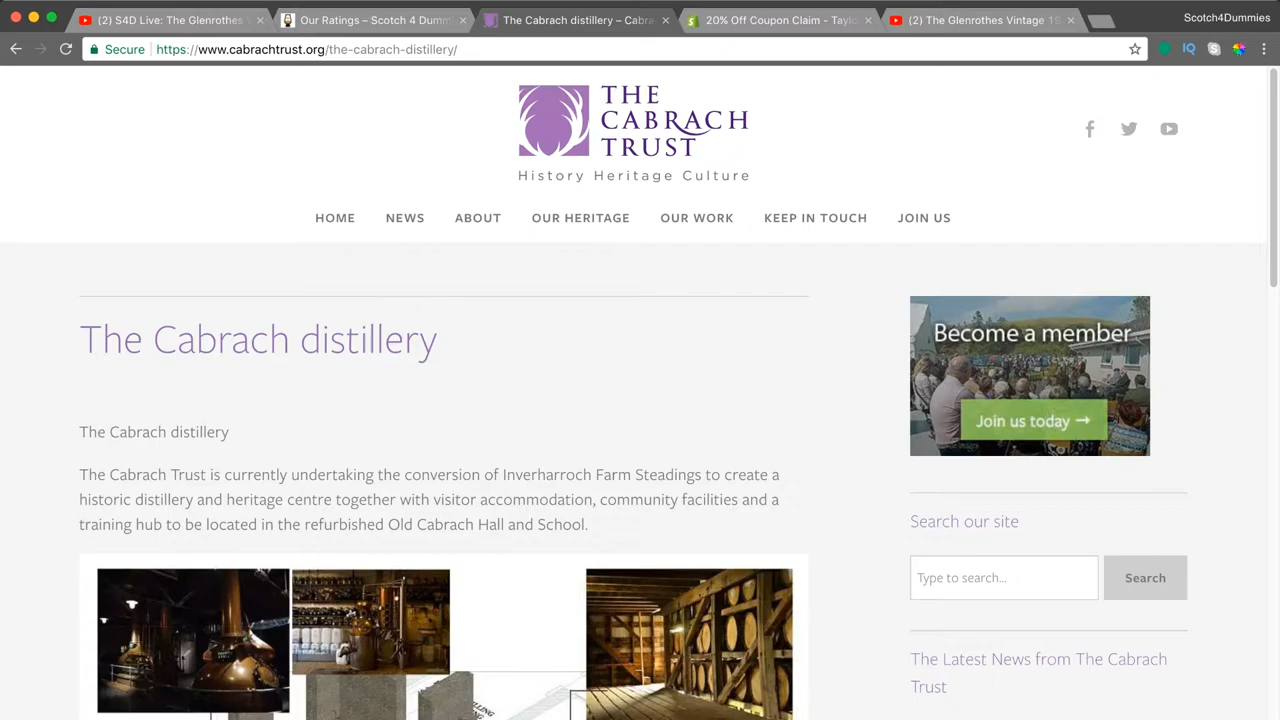 (2) S4D Live: The Glenrothes
Our Ratings – Scotch 4 Dumm
The Cabrach distillery – Cabra
20% Off Coupon Claim - Taylo
(2) The Glenrothes Vintage 19
Scotch4Dummies
Secure
https://www.cabrachtrust.org/the-cabrach-distillery/
IQ
THE
CABRACH
TRUST
History Heritage Culture
HOME NEWS ABOUT OUR HERITAGE OUR WORK KEEP IN TOUCH JOIN US
The Cabrach distillery
The Cabrach distillery
The Cabrach Trust is currently undertaking the conversion of Inverharroch Farm Steadings to create a
historic distillery and heritage centre together with visitor accommodation, community facilities and a
training hub to be located in the refurbished Old Cabrach Hall and School.
Become a member
Join us today →
Search our site
Type to search...
Search
The Latest News from The Cabrach
Trust